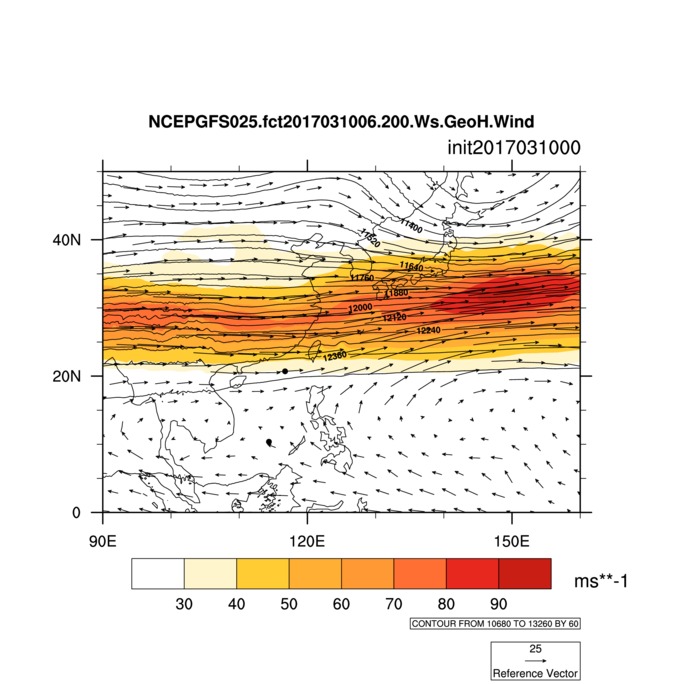 NCEPGFS025.fct2017031006.200.Ws.GeoH.Wind
init2017031000
40N
20N
0
11400
11520
11640
11760
11880
12000
12120
12240
12360
90E 120E 150E
30 40 50 60 70 80 90
ms**-1
CONTOUR FROM 10680 TO 13260 BY 60
25
Reference Vector